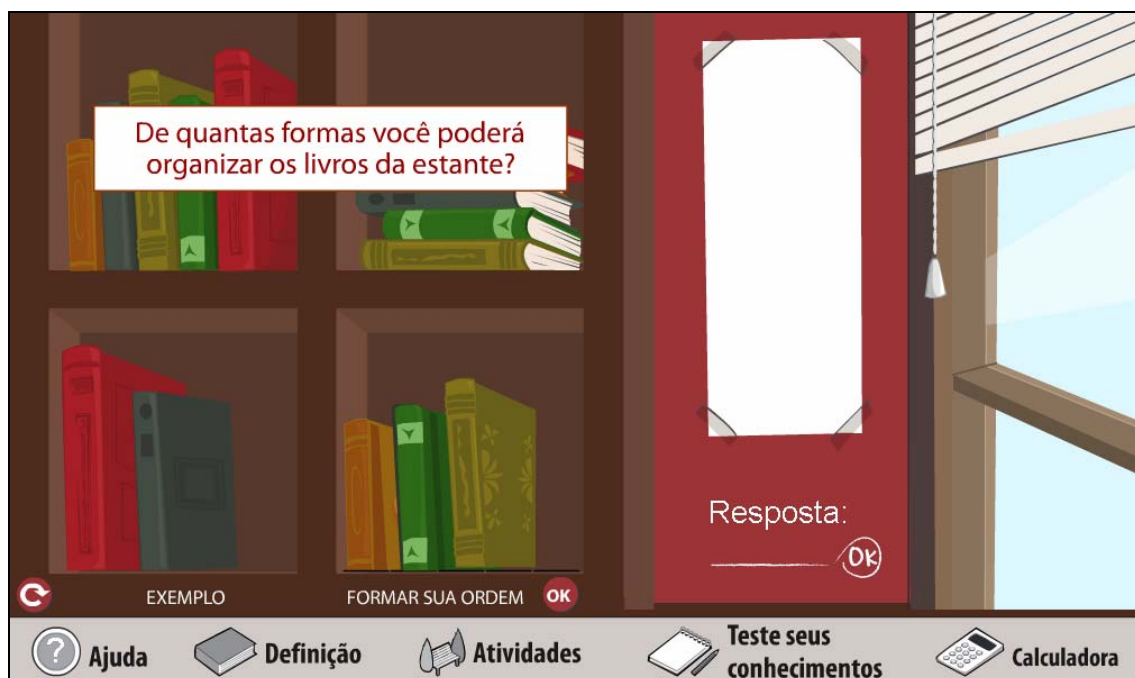 De quantas formas você poderá
organizar os livros da estante?
Resposta:
OK
EXEMPLO
FORMAR SUA ORDEM
OK
? Ajuda
Definição
Atividades
Teste seus
conhecimentos
Calculadora